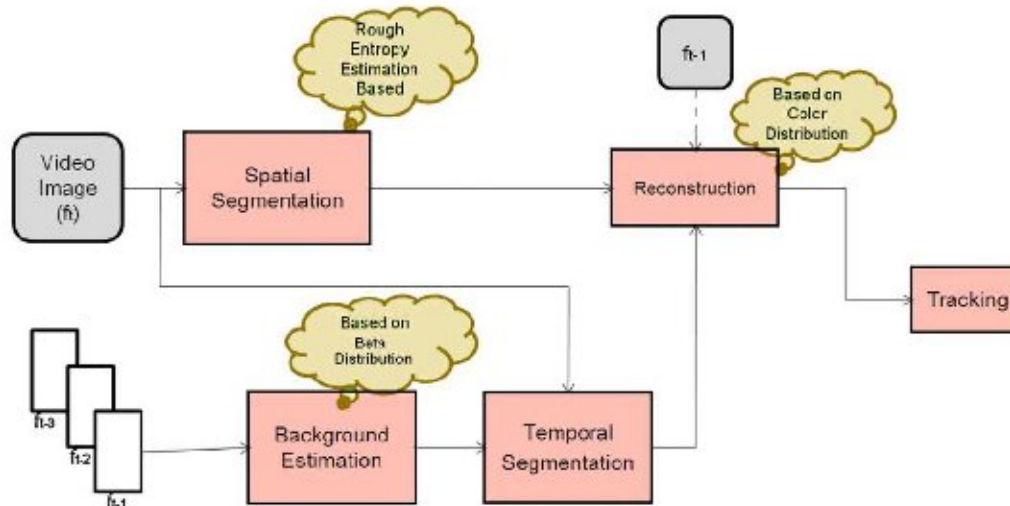 Rough
Entropy
Estimation
Based
ft-1
Based on
Color
Distribution
Video
Image
(ft)
Spatial
Segmentation
Reconstruction
Tracking
Based on
Beta
Distribution
ft-3
ft-2
ft-1
Background
Estimation
Temporal
Segmentation